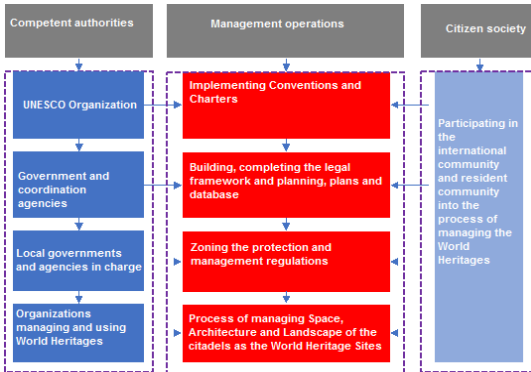 Competent authorities
Management operations
Citizen society
UNESCO Organization
Government and
coordination
agencies
Local governments
and agencies in charge
Organizations
managing and using
World Heritages
Implementing Conventions and
Charters
Building, completing the legal
framework and planning, plans and
database
Zoning the protection and
management regulations
Process of managing Space,
Architecture and Landscape of the
citadels as the World Heritage Sites
Participating in
the
international
community
and resident
community
into the
process of
managing the
World
Heritages